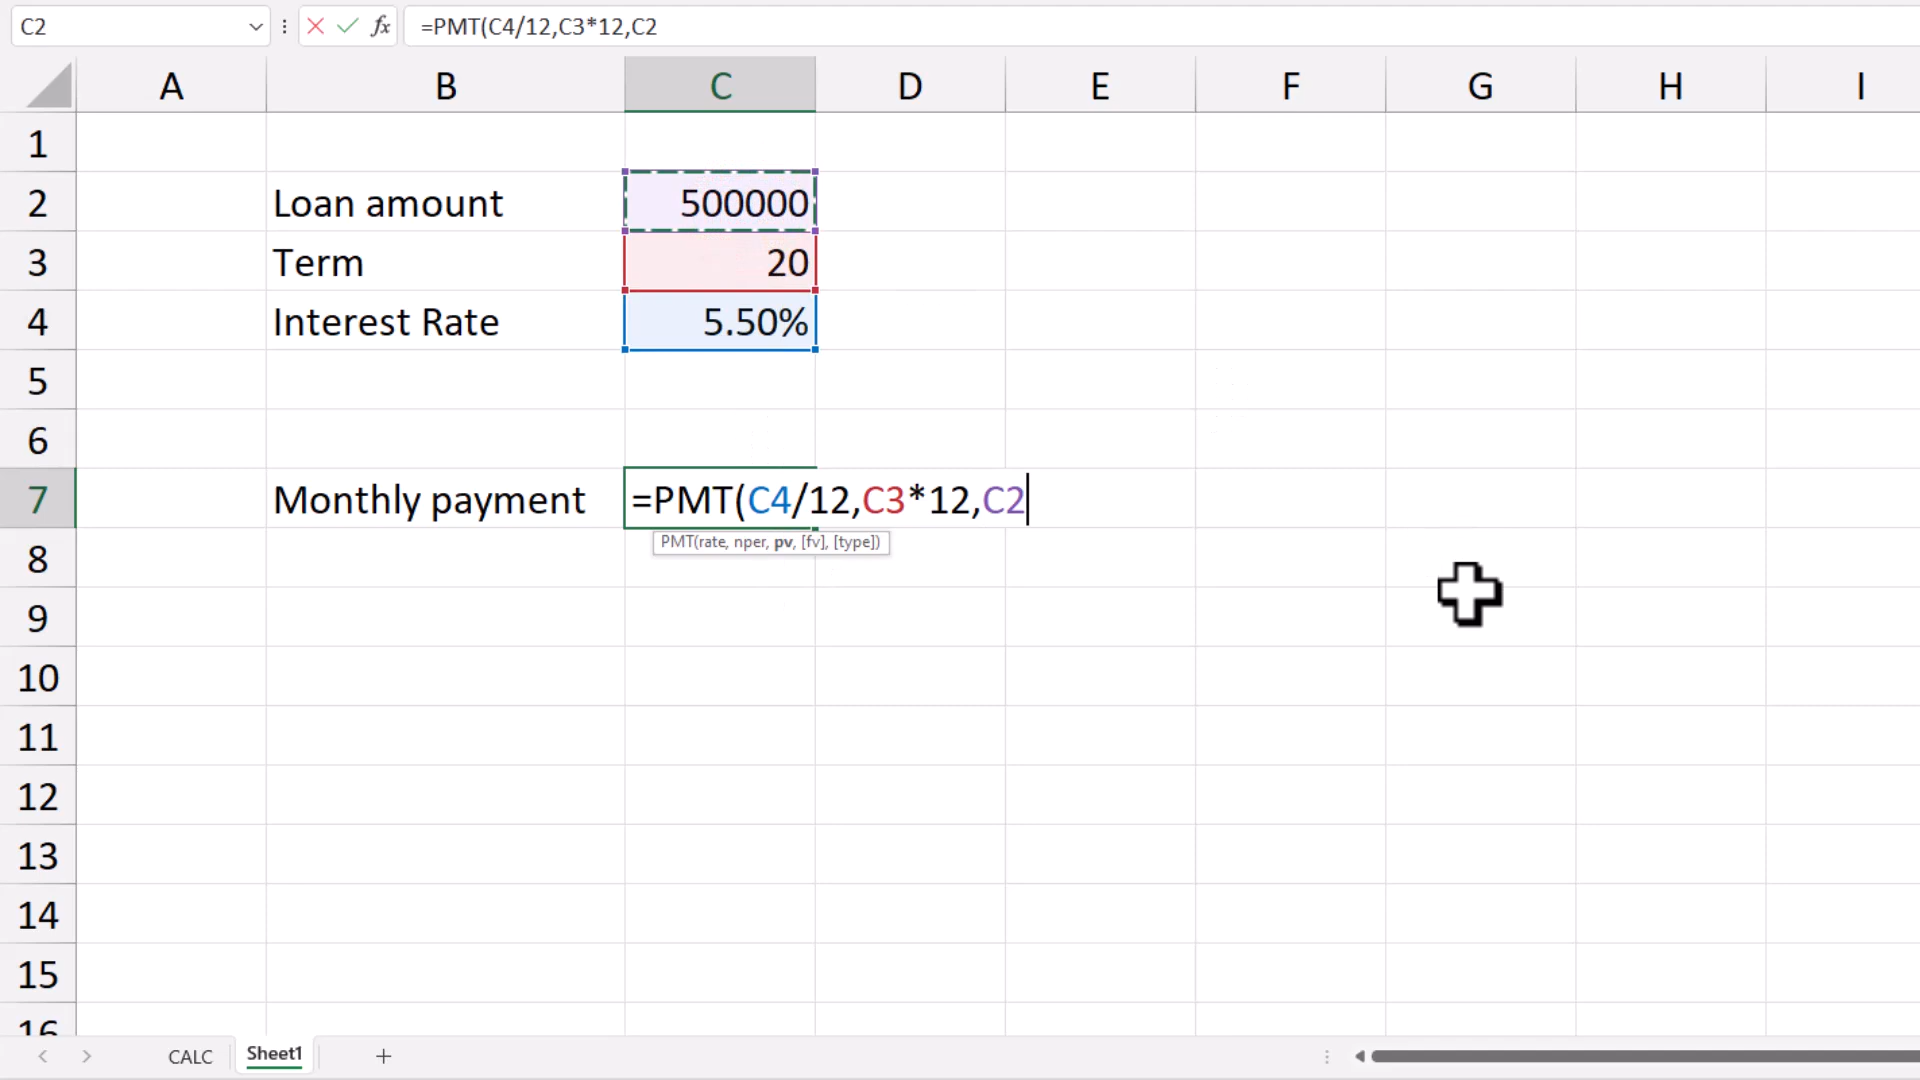 C2 fx =PMT(C4/12,C3*12,C2
A B C D E F G H I
1
2 Loan amount 500000
3 Term 20
4 Interest Rate 5.50%
5
6
7 Monthly payment =PMT(C4/12,C3*12,C2
PMT(rate, nper, pv, [fv], [type])
8
9
10
11
12
13
14
15
16
CALC Sheet1 +